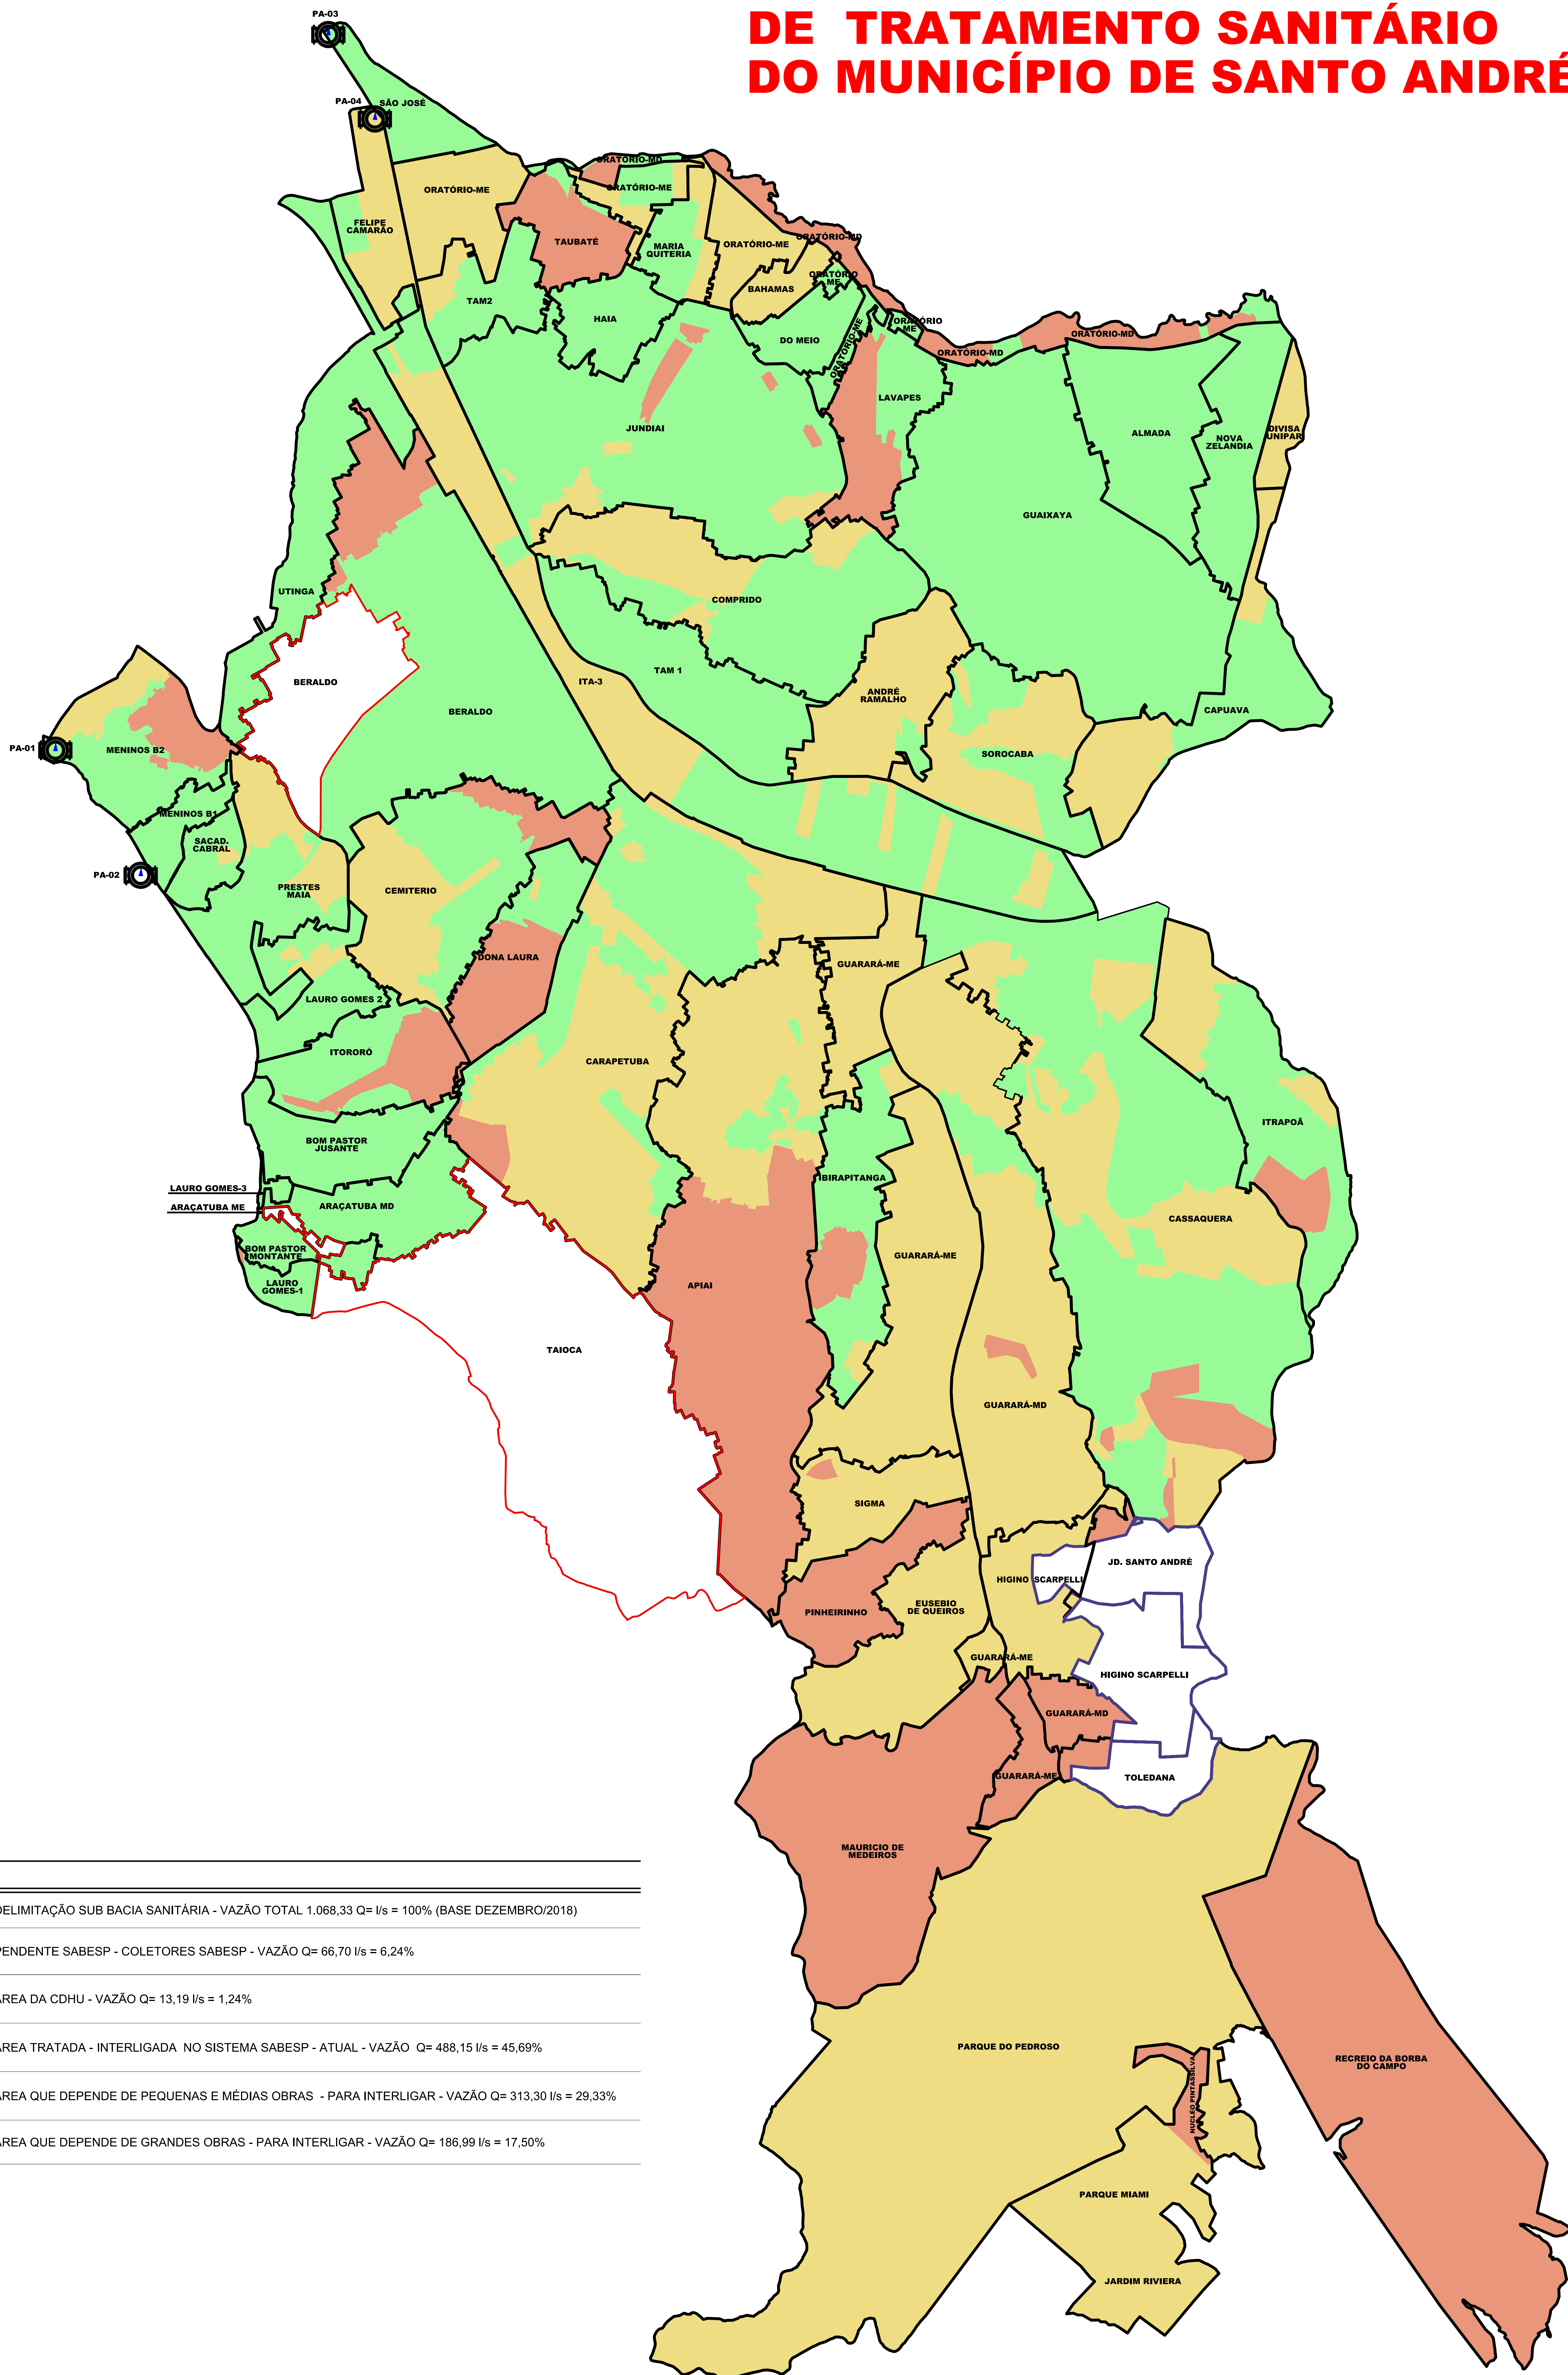 DE TRATAMENTO SANITÁRIO
DO MUNICÍPIO DE SANTO ANDRÉ
PA-03
PA-04
SÃO JOSÉ
ORATÓRIO-MD
ORATÓRIO-ME
ORATÓRIO-ME
FELIPE
CAMARÃO
TAUBATÉ
MARIA
QUITERIA
ORATÓRIO-ME
ORATÓRIO-MD
ORATÓRIO
ME
BAHAMAS
TAM2
HAIA
DO MEIO
ORATÓRIO-ME
ORATÓRIO
ME
ORATÓRIO-MD
ORATÓRIO-MD
LAVAPES
JUNDIAI
ALMADA
NOVA
ZELANDIA
DIVISA
UNIPAR
GUAIXAYA
UTINGA
COMPRIDO
TAM 1
BERALDO
ITA-3
ANDRÉ
RAMALHO
BERALDO
CAPUAVA
PA-01
MENINOS B2
SOROCABA
MENINOS B1
SACAD.
CABRAL
PA-02
PRESTES
MAIA
CEMITERIO
DONA LAURA
GUARARÁ-ME
LAURO GOMES 2
ITORORÓ
CARAPETUBA
ITRAPOÃ
BOM PASTOR
JUSANTE
IBIRAPITANGA
LAURO GOMES-3
ARAÇATUBA ME
ARAÇATUBA MD
CASSAQUERA
BOM PASTOR
MONTANTE
GUARARÁ-ME
LAURO
GOMES-1
APIAI
TAIOCA
GUARARÁ-MD
SIGMA
JD. SANTO ANDRÉ
HIGINO SCARPELLI
EUSEBIO
DE QUEIROS
PINHEIRINHO
GUARARÁ-ME
HIGINO SCARPELLI
GUARARÁ-MD
GUARARÁ-ME
TOLEDANA
MAURICIO DE
MEDEIROS
DELIMITAÇÃO SUB BACIA SANITÁRIA - VAZÃO TOTAL 1.068,33 Q= l/s = 100% (BASE DEZEMBRO/2018)
PENDENTE SABESP - COLETORES SABESP - VAZÃO Q= 66,70 l/s = 6,24%
ÁREA DA CDHU - VAZÃO Q= 13,19 l/s = 1,24%
ÁREA TRATADA - INTERLIGADA NO SISTEMA SABESP - ATUAL - VAZÃO Q= 488,15 l/s = 45,69%
ÁREA QUE DEPENDE DE PEQUENAS E MÉDIAS OBRAS - PARA INTERLIGAR - VAZÃO Q= 313,30 l/s = 29,33%
ÁREA QUE DEPENDE DE GRANDES OBRAS - PARA INTERLIGAR - VAZÃO Q= 186,99 l/s = 17,50%
PARQUE DO PEDROSO
RECREIO DA BORBA
DO CAMPO
NUCLÉO PINTASSILVA
PARQUE MIAMI
JARDIM RIVIERA